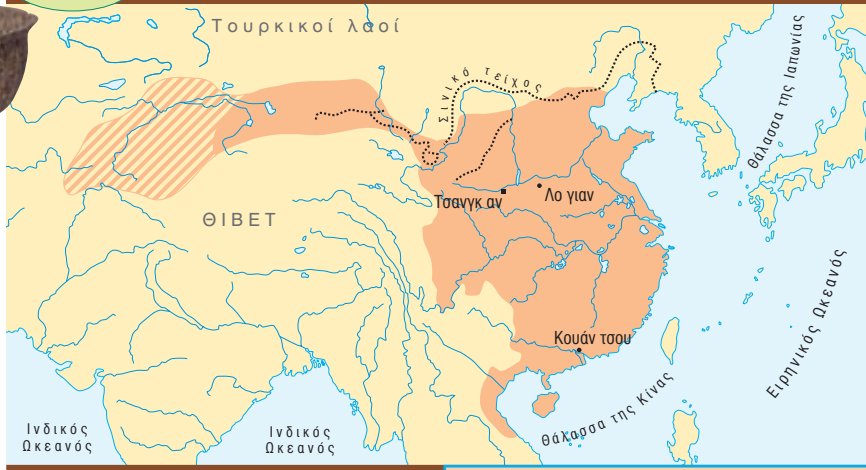 Τουρκικοί λαοί
Σινικό τείχος
Θάλασσα της Ιαπωνίας
Τσανγκ αν
Λο γιαν
ΘΙΒΕΤ
Κουάν τσου
Ειρηνικός Ωκεανός
Θάλασσα της Κίνας
Ινδικός
Ωκεανός
Ινδικός
Ωκεανός